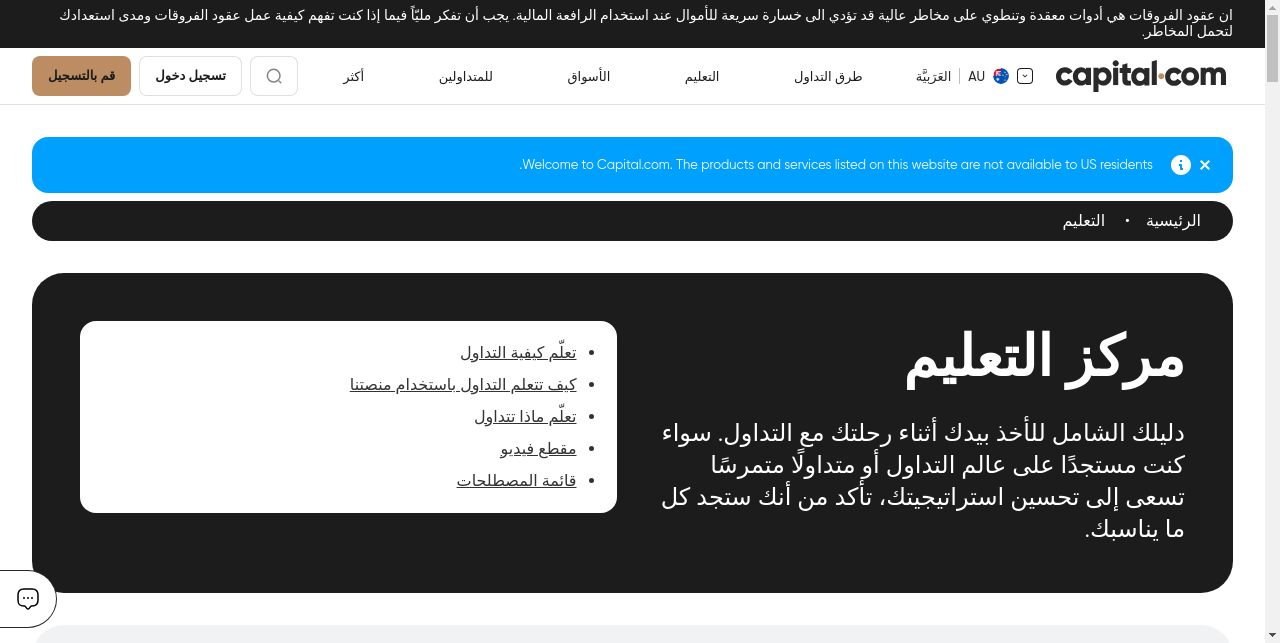 ان عقود الفروقات هي أدوات معقدة وتنطوي على مخاطر عالية قد تؤدي الى خسارة سريعة للأموال عند استخدام الرافعة المالية. يجب أن تفكر مليّاً فيما إذا كنت تفهم كيفية عمل عقود الفروقات ومدى استعدادك
لتحمل المخاطر.
capital.com
AU
العَرَبيَّة
طرق التداول
التعليم
الأسواق
للمتداولين
أكثر
تسجيل دخول
قم بالتسجيل
Welcome to Capital.com. The products and services listed on this website are not available to US residents.
الرئيسية
•
التعليم
مركز التعليم
دليلك الشامل للأخذ بيدك أثناء رحلتك مع التداول. سواء
كنت مستجدًا على عالم التداول أو متداولًا متمرسًا
تسعى إلى تحسين استراتيجيتك، تأكد من أنك ستجد كل
ما يناسبك.
• تعلّم كيفية التداول
• كيف تتعلم التداول باستخدام منصتنا
• تعلّم ماذا تتداول
• مقطع فيديو
• قائمة المصطلحات